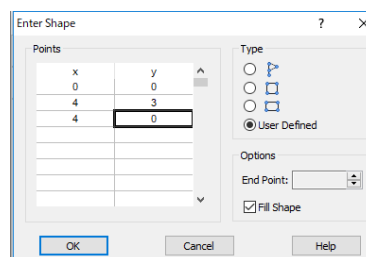 Enter Shape ? X
Points
x y
0 0
4 3
4 0
Type
User Defined
Options
End Point:
Fill Shape
OK Cancel Help